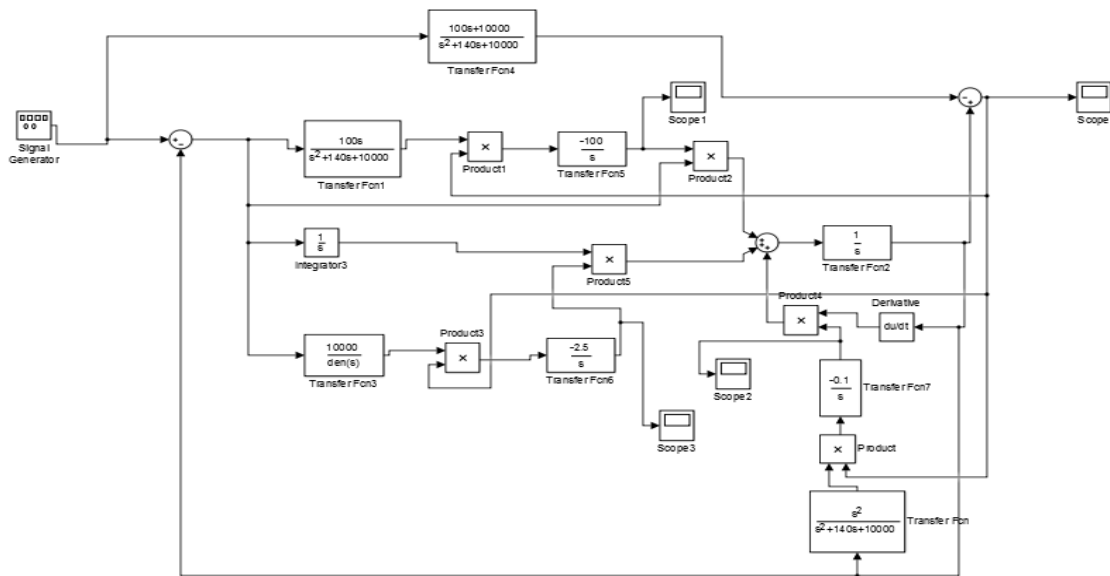 100s+10000
s²+140s+10000
Transfer Fcn4
Signal
Generator
+
-
100s
s²+140s+10000
Transfer Fcn1
×
Product1
-100
s
Transfer Fcn5
Scope1
×
Product2
-
+
Scope
1
s
Integrator3
×
Product5
+
+
+
1
s
Transfer Fcn2
Product4
×
Derivative
du/dt
10000
den(s)
Transfer Fcn3
Product3
×
-2.5
s
Transfer Fcn6
Scope3
Scope2
-0.1
s
Transfer Fcn7
×
Product
s²
s²+140s+10000
Transfer Fcn